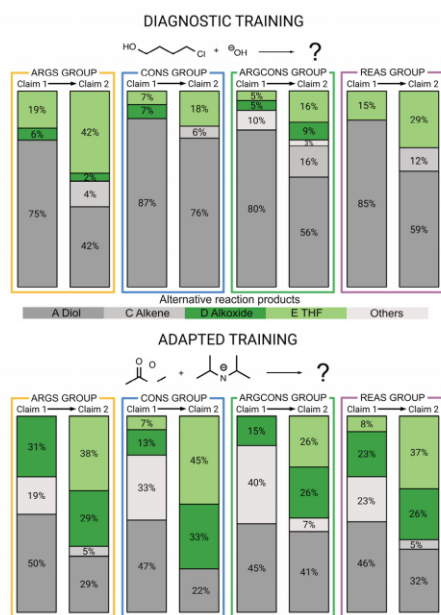 DIAGNOSTIC TRAINING
HO Cl + ⊖OH ?
ARGS GROUP CONS GROUP ARGCONS GROUP REAS GROUP
Claim 1 Claim 2 Claim 1 Claim 2 Claim 1 Claim 2 Claim 1 Claim 2
19% 42% 7% 18% 5% 16% 15% 29%
6% 2% 7% 6% 5% 9% 12%
75% 4% 87% 76% 10% 3% 85% 59%
42% 80% 16%
56%
Alternative reaction products
A Diol C Alkene D Alkoxide E THF Others
ADAPTED TRAINING
O O + N ⊖ ?
ARGS GROUP CONS GROUP ARGCONS GROUP REAS GROUP
Claim 1 Claim 2 Claim 1 Claim 2 Claim 1 Claim 2 Claim 1 Claim 2
31% 38% 7% 45% 15% 26% 8% 37%
19% 29% 13% 33% 40% 26% 23% 26%
50% 5% 33% 22% 45% 7% 23% 5%
29% 47% 41% 46% 32%